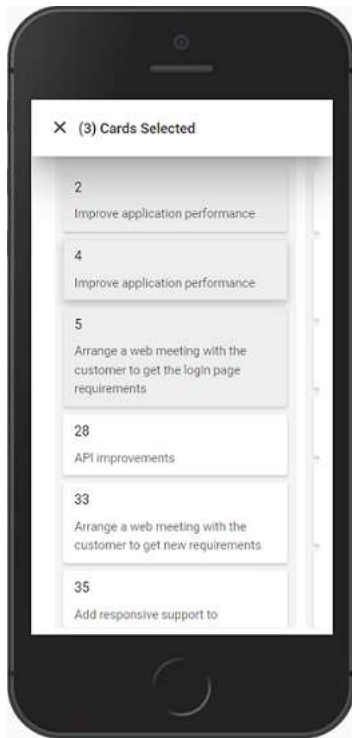 (3) Cards Selected
2
Improve application performance
4
Improve application performance
5
Arrange a web meeting with the
customer to get the login page
requirements
28
API improvements
33
Arrange a web meeting with the
customer to get new requirements
35
Add responsive support to